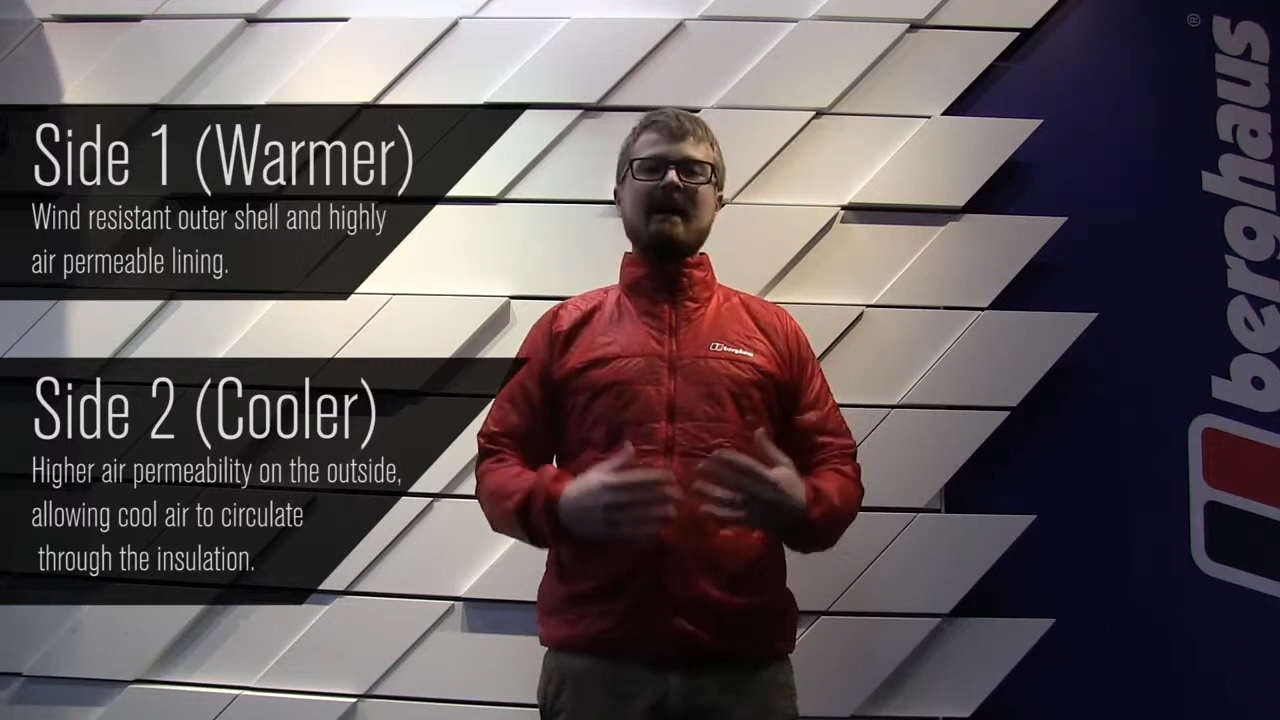 Side 1 (Warmer)
Wind resistant outer shell and highly
air permeable lining.
Side 2 (Cooler)
Higher air permeability on the outside,
allowing cool air to circulate
through the insulation.
berghaus
berghaus
®